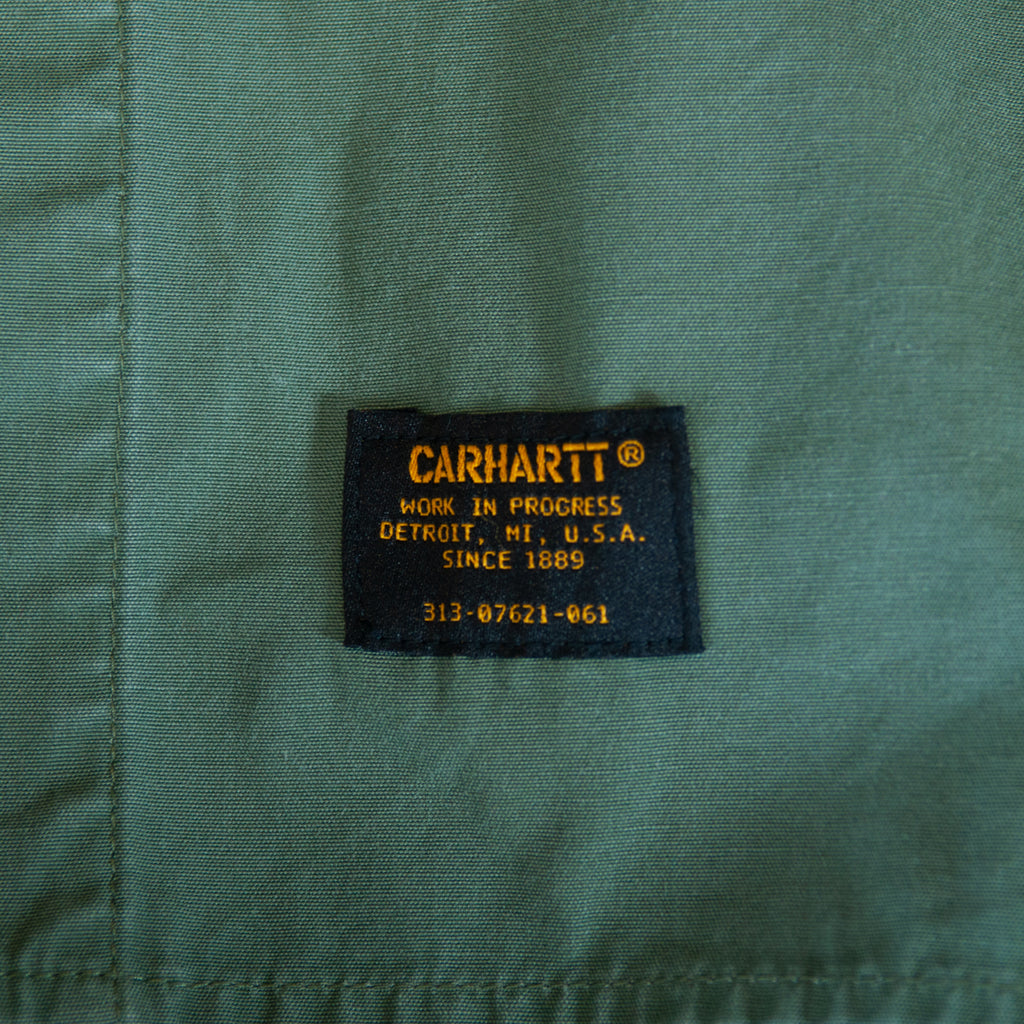 CARHARTT®
WORK IN PROGRESS
DETROIT, MI, U.S.A.
SINCE 1889
313-07621-061